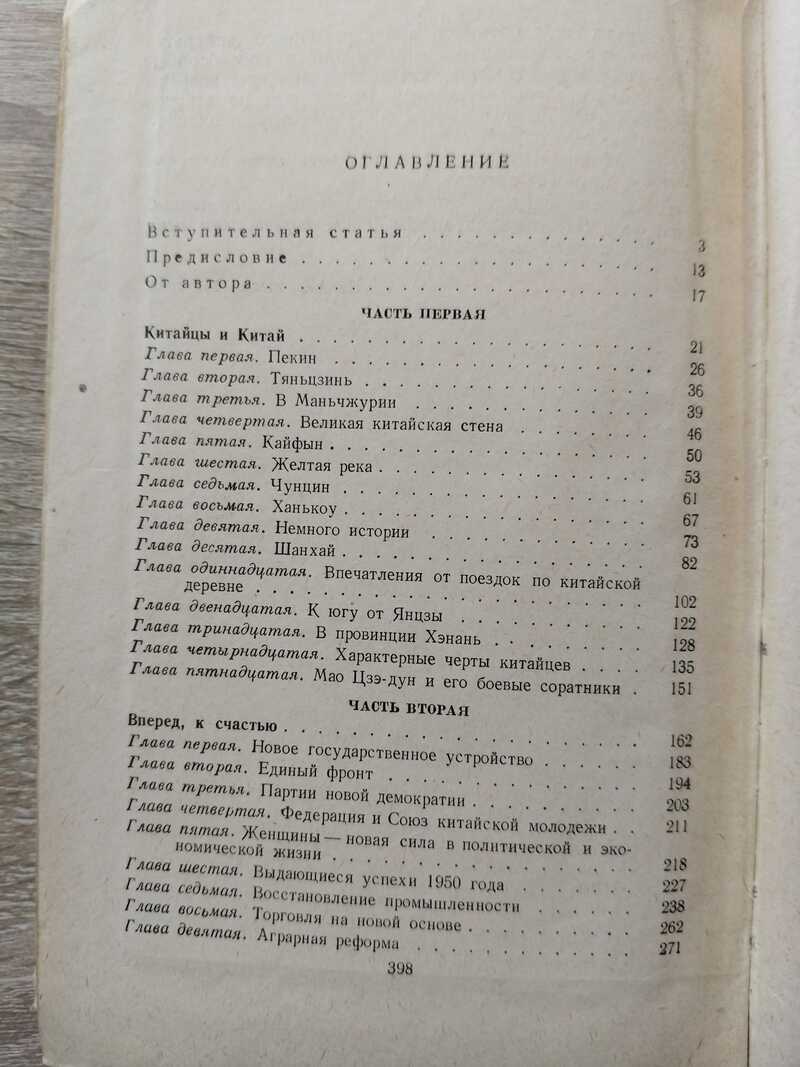 ОГЛАВЛЕНИЕ
Вступительная статья . . . . . . . . . . . . 3
Предисловие . . . . . . . . . . . . . . . . 13
От автора . . . . . . . . . . . . . . . . . 17
ЧАСТЬ ПЕРВАЯ
Китайцы и Китай . . . . . . . . . . . . . . 21
Глава первая. Пекин . . . . . . . . . . . . 26
Глава вторая. Тяньцзинь . . . . . . . . . . 36
Глава третья. В Маньчжурии . . . . . . . . . 39
Глава четвертая. Великая китайская стена . . . . 46
Глава пятая. Кайфын . . . . . . . . . . . . 50
Глава шестая. Желтая река . . . . . . . . . 53
Глава седьмая. Чунцин . . . . . . . . . . . 61
Глава восьмая. Ханькоу . . . . . . . . . . . 67
Глава девятая. Немного истории . . . . . . . 73
Глава десятая. Шанхай . . . . . . . . . . . 82
Глава одиннадцатая. Впечатления от поездок по китайской
деревне . . . . . . . . . . . . . . . . 102
Глава двенадцатая. К югу от Янцзы . . . . . . 122
Глава тринадцатая. В провинции Хэнань . . . . . 128
Глава четырнадцатая. Характерные черты китайцев . . . . 135
Глава пятнадцатая. Мао Цзэ-дун и его боевые соратники . 151
ЧАСТЬ ВТОРАЯ
Вперед, к счастью . . . . . . . . . . . . . 162
Глава первая. Новое государственное устройство . . . . . 183
Глава вторая. Единый фронт . . . . . . . . . 194
Глава третья. Партии новой демократии . . . . . . 203
Глава четвертая. Федерация и Союз китайской молодежи . . 211
Глава пятая. Женщины — новая сила в политической и эко-
номической жизни . . . . . . . . . . . . 218
Глава шестая. Выдающиеся успехи 1950 года . . . . . . 227
Глава седьмая. Восстановление промышленности . . . . . 238
Глава восьмая. Торговля на новой основе . . . . . . . 262
Глава девятая. Аграрная реформа . . . . . . . . 271
398